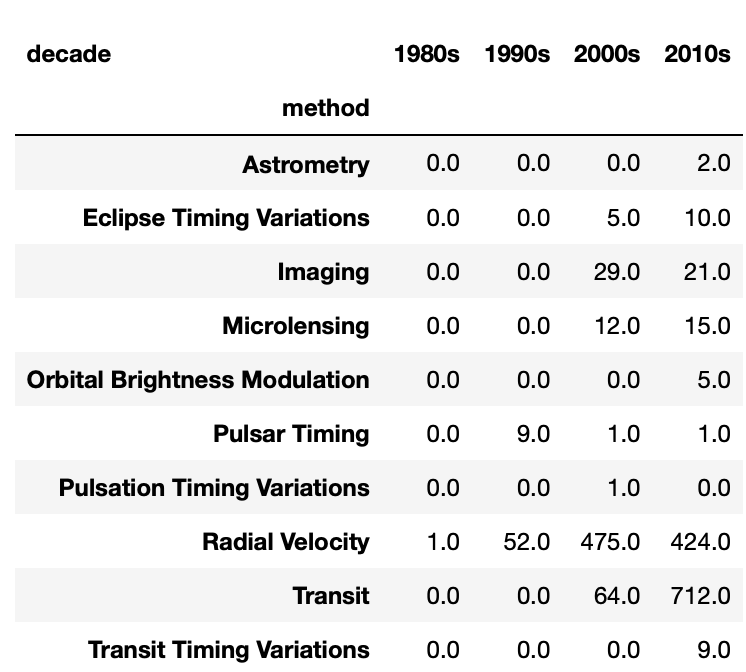 decade 1980s 1990s 2000s 2010s
method
Astrometry 0.0 0.0 0.0 2.0
Eclipse Timing Variations 0.0 0.0 5.0 10.0
Imaging 0.0 0.0 29.0 21.0
Microlensing 0.0 0.0 12.0 15.0
Orbital Brightness Modulation 0.0 0.0 0.0 5.0
Pulsar Timing 0.0 9.0 1.0 1.0
Pulsation Timing Variations 0.0 0.0 1.0 0.0
Radial Velocity 1.0 52.0 475.0 424.0
Transit 0.0 0.0 64.0 712.0
Transit Timing Variations 0.0 0.0 0.0 9.0